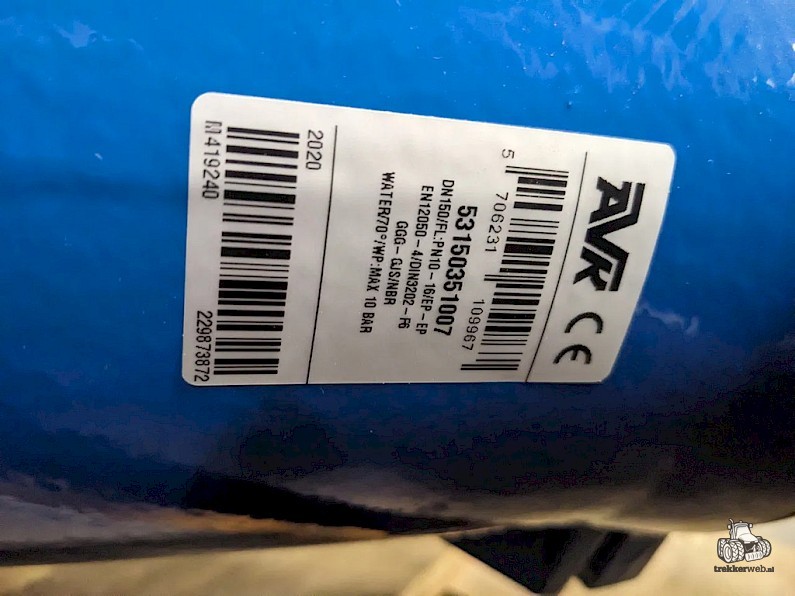 AVK CE
5 706231 109967
53150351007
DN150/FL:PN10-16/EP-EP
EN12050-4/DIN3202-F6
GGG-GJS/NBR
WATER/70°/WP:MAX 10 BAR
2020
M419240 229873872
trekkerweb.nl